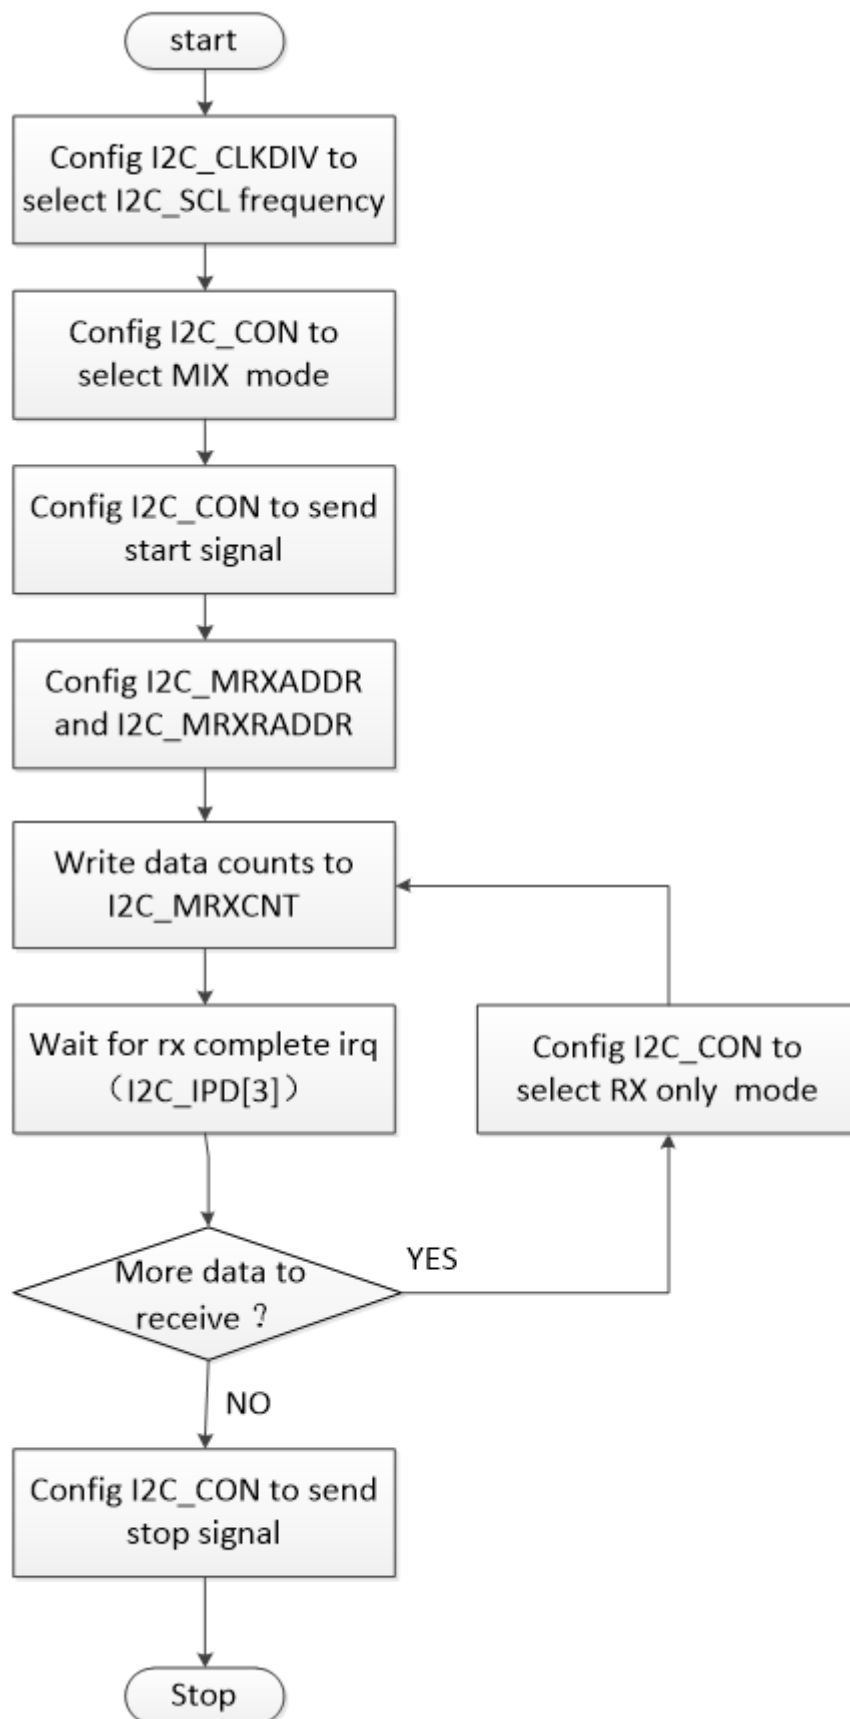 start
Config I2C_CLKDIV to
select I2C_SCL frequency
Config I2C_CON to
select MIX  mode
Config I2C_CON to send
start signal
Config I2C_MRXADDR
and I2C_MRXRADDR
Write data counts to
I2C_MRXCNT
Wait for rx complete irq
（I2C_IPD[3]）
Config I2C_CON to
select RX only  mode
More data to
receive？
YES
NO
Config I2C_CON to send
stop signal
Stop